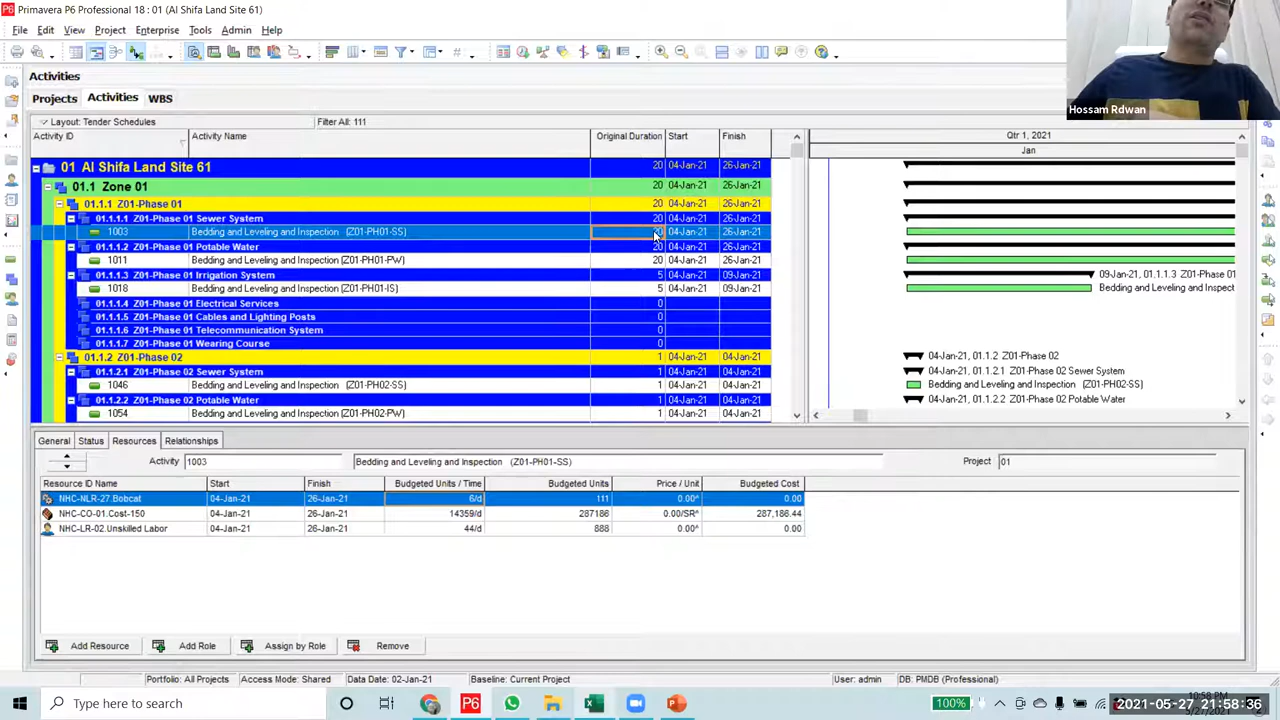 Primavera P6 Professional 18 : 01 (Al Shifa Land Site 61)
File Edit View Project Enterprise Tools Admin Help
Hossam Rdwan
Activities
Projects Activities WBS
Layout: Tender Schedules Filter All: 111
Activity ID Activity Name Original Duration Start Finish Qtr 1, 2021
Jan
01 Al Shifa Land Site 61 20 04-Jan-21 26-Jan-21
01.1 Zone 01 20 04-Jan-21 26-Jan-21
01.1.1 Z01-Phase 01 20 04-Jan-21 26-Jan-21
01.1.1.1 Z01-Phase 01 Sewer System 20 04-Jan-21 26-Jan-21
1003 Bedding and Leveling and Inspection (Z01-PH01-SS) 20 04-Jan-21 26-Jan-21
01.1.1.2 Z01-Phase 01 Potable Water 20 04-Jan-21 26-Jan-21
1011 Bedding and Leveling and Inspection (Z01-PH01-PW) 20 04-Jan-21 26-Jan-21
01.1.1.3 Z01-Phase 01 Irrigation System 5 04-Jan-21 09-Jan-21 09-Jan-21, 01.1.1.3 Z01-Phase 01
1018 Bedding and Leveling and Inspection (Z01-PH01-IS) 5 04-Jan-21 09-Jan-21 Bedding and Leveling and Inspect
01.1.1.4 Z01-Phase 01 Electrical Services 0
01.1.1.5 Z01-Phase 01 Cables and Lighting Posts 0
01.1.1.6 Z01-Phase 01 Telecommunication System 0
01.1.1.7 Z01-Phase 01 Wearing Course 0
01.1.2 Z01-Phase 02 1 04-Jan-21 04-Jan-21 04-Jan-21, 01.1.2 Z01-Phase 02
01.1.2.1 Z01-Phase 02 Sewer System 1 04-Jan-21 04-Jan-21 04-Jan-21, 01.1.2.1 Z01-Phase 02 Sewer System
1046 Bedding and Leveling and Inspection (Z01-PH02-SS) 1 04-Jan-21 04-Jan-21 Bedding and Leveling and Inspection (Z01-PH02-SS)
01.1.2.2 Z01-Phase 02 Potable Water 1 04-Jan-21 04-Jan-21 04-Jan-21, 01.1.2.2 Z01-Phase 02 Potable Water
1054 Bedding and Leveling and Inspection (Z01-PH02-PW) 1 04-Jan-21 04-Jan-21
General Status Resources Relationships
Activity 1003 Bedding and Leveling and Inspection (Z01-PH01-SS) Project 01
Resource ID Name Start Finish Budgeted Units / Time Budgeted Units Price / Unit Budgeted Cost
NHC-NLR-27.Bobcat 04-Jan-21 26-Jan-21 6/d 111 0.00^ 0.00
NHC-CO-01.Cost-150 04-Jan-21 26-Jan-21 14359/d 287186 0.00/SR^ 287,186.44
NHC-LR-02.Unskilled Labor 04-Jan-21 26-Jan-21 44/d 888 0.00^ 0.00
Add Resource Add Role Assign by Role Remove
Portfolio: All Projects Access Mode: Shared Data Date: 02-Jan-21 Baseline: Current Project User: admin DB: PMDB (Professional)
Type here to search P6 100% 10:58 PM
2021-05-27 21:58:36